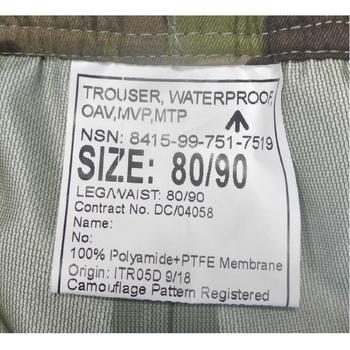 TROUSER, WATERPROOF,
OAV,MVP,MTP
NSN: 8415-99-751-7519
SIZE: 80/90
LEG/WAIST: 80/90
Contract No. DC/04058
Name:
No:
100% Polyamide+PTFE Membrane
Origin: ITR05D 9/18
Camouflage Pattern Registered